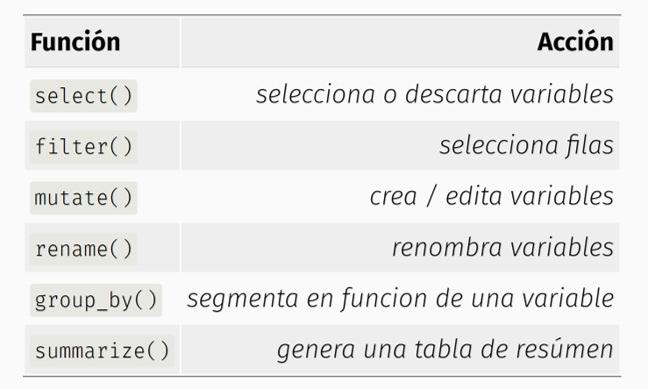 Función Acción
select() selecciona o descarta variables
filter() selecciona filas
mutate() crea / edita variables
rename() renombra variables
group_by() segmenta en funcion de una variable
summarize() genera una tabla de resúmen